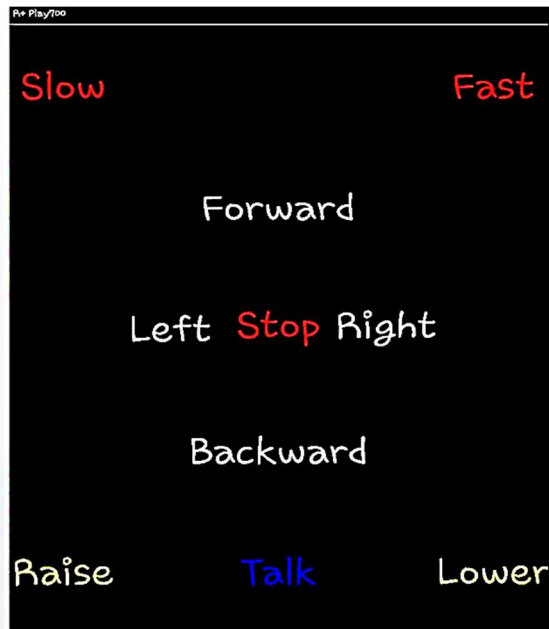 R+ Play700
Slow Fast
Forward
Left Stop Right
Backward
Raise Talk Lower